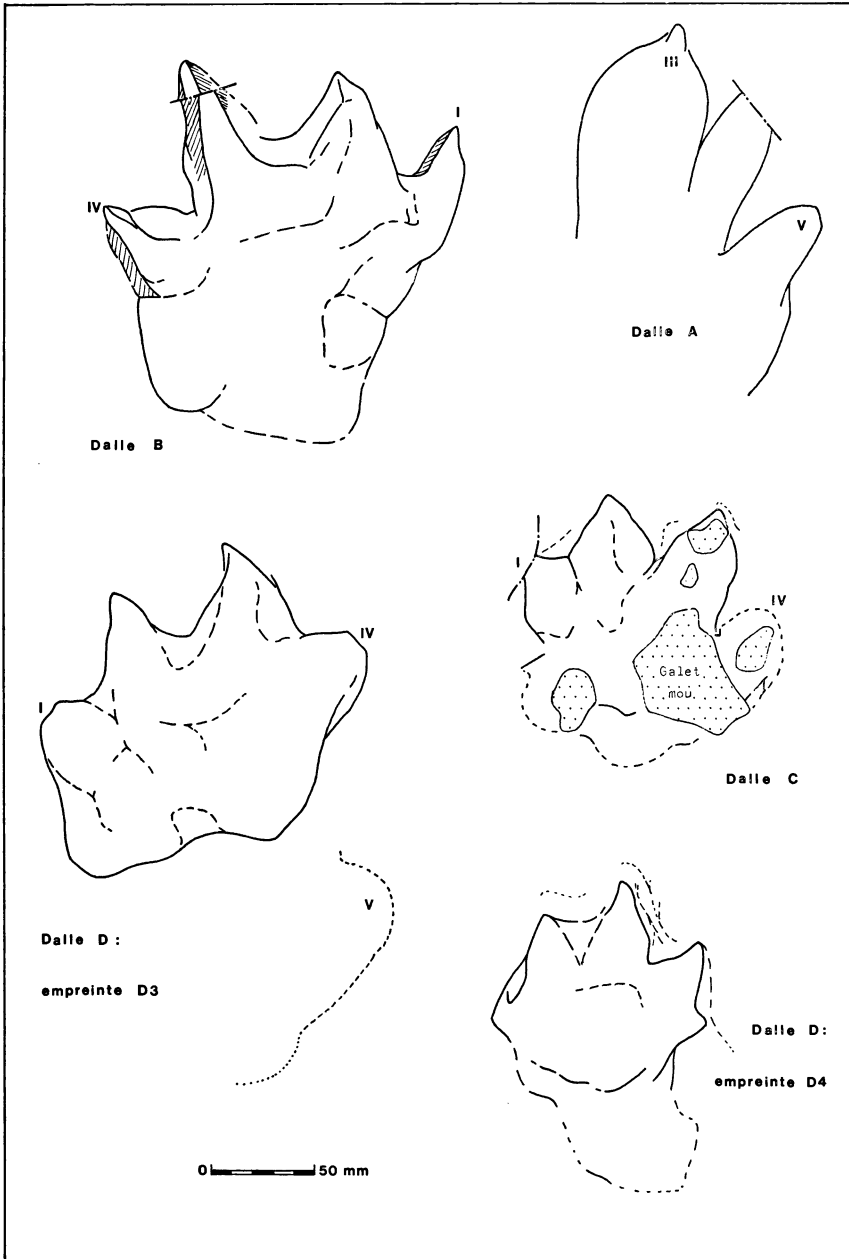 III
I
IV
V
Dalle A
Dalle B
I
IV
Galet
mou
Dalle C
I
IV
V
Dalle D :
empreinte D3
Dalle D :
empreinte D4
0 50 mm